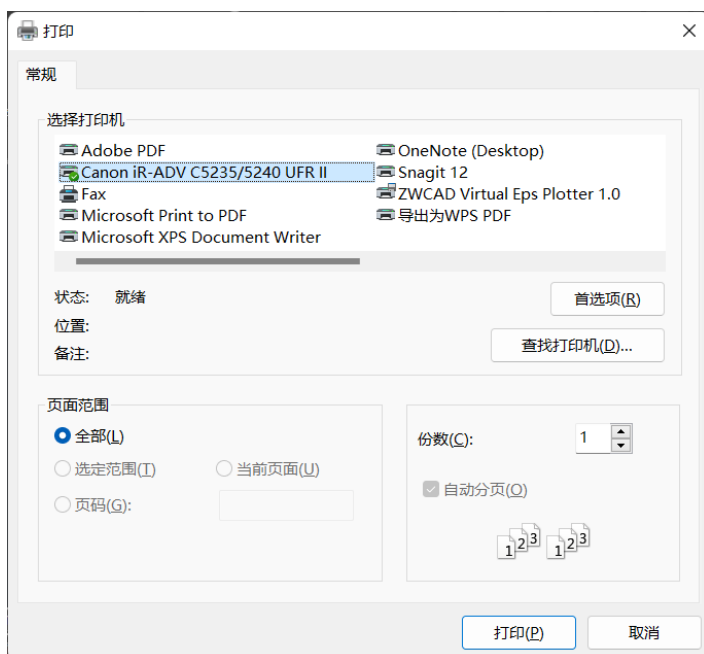 打印
常规
选择打印机
Adobe PDF
OneNote (Desktop)
Canon iR-ADV C5235/5240 UFR II
Snagit 12
Fax
ZWCAD Virtual Eps Plotter 1.0
Microsoft Print to PDF
导出为WPS PDF
Microsoft XPS Document Writer
状态: 就绪
首选项(R)
位置:
备注:
查找打印机(D)...
页面范围
全部(L)
选定范围(T) 当前页面(U)
页码(G):
份数(C): 1
自动分页(O)
1 2 3 1 2 3
打印(P) 取消